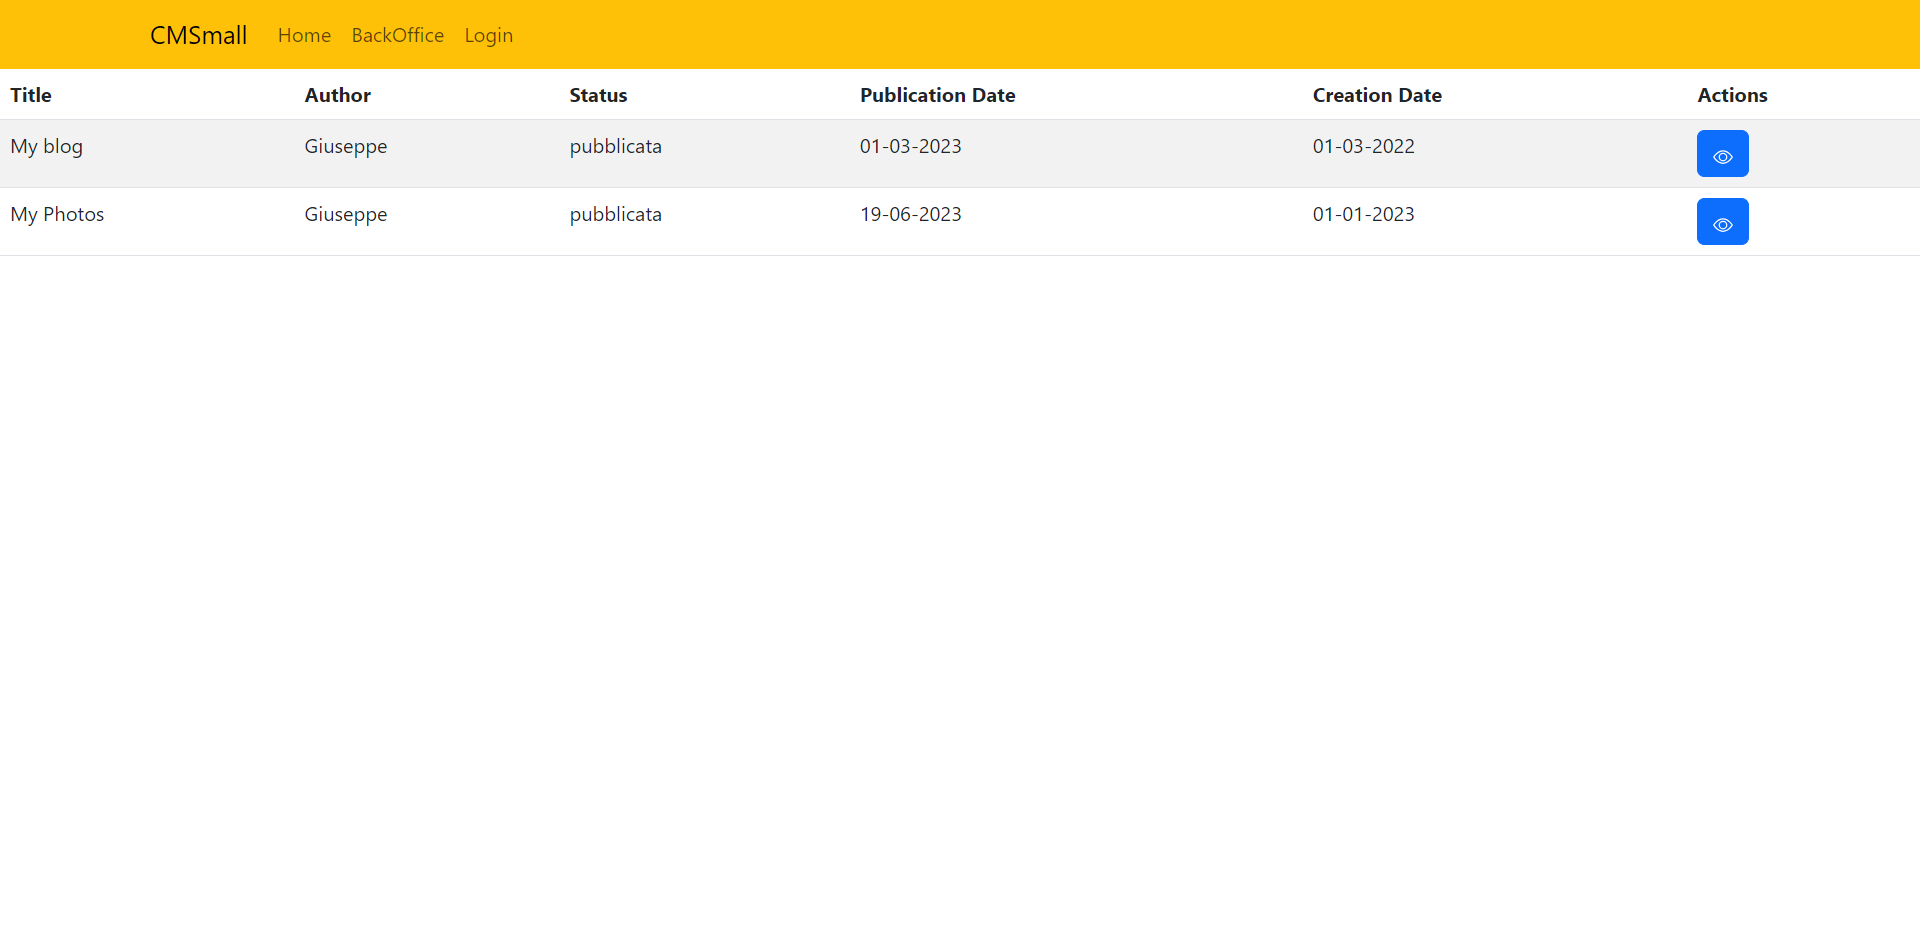 CMSmall Home BackOffice Login
Title Author Status Publication Date Creation Date Actions
My blog Giuseppe pubblicata 01-03-2023 01-03-2022
My Photos Giuseppe pubblicata 19-06-2023 01-01-2023